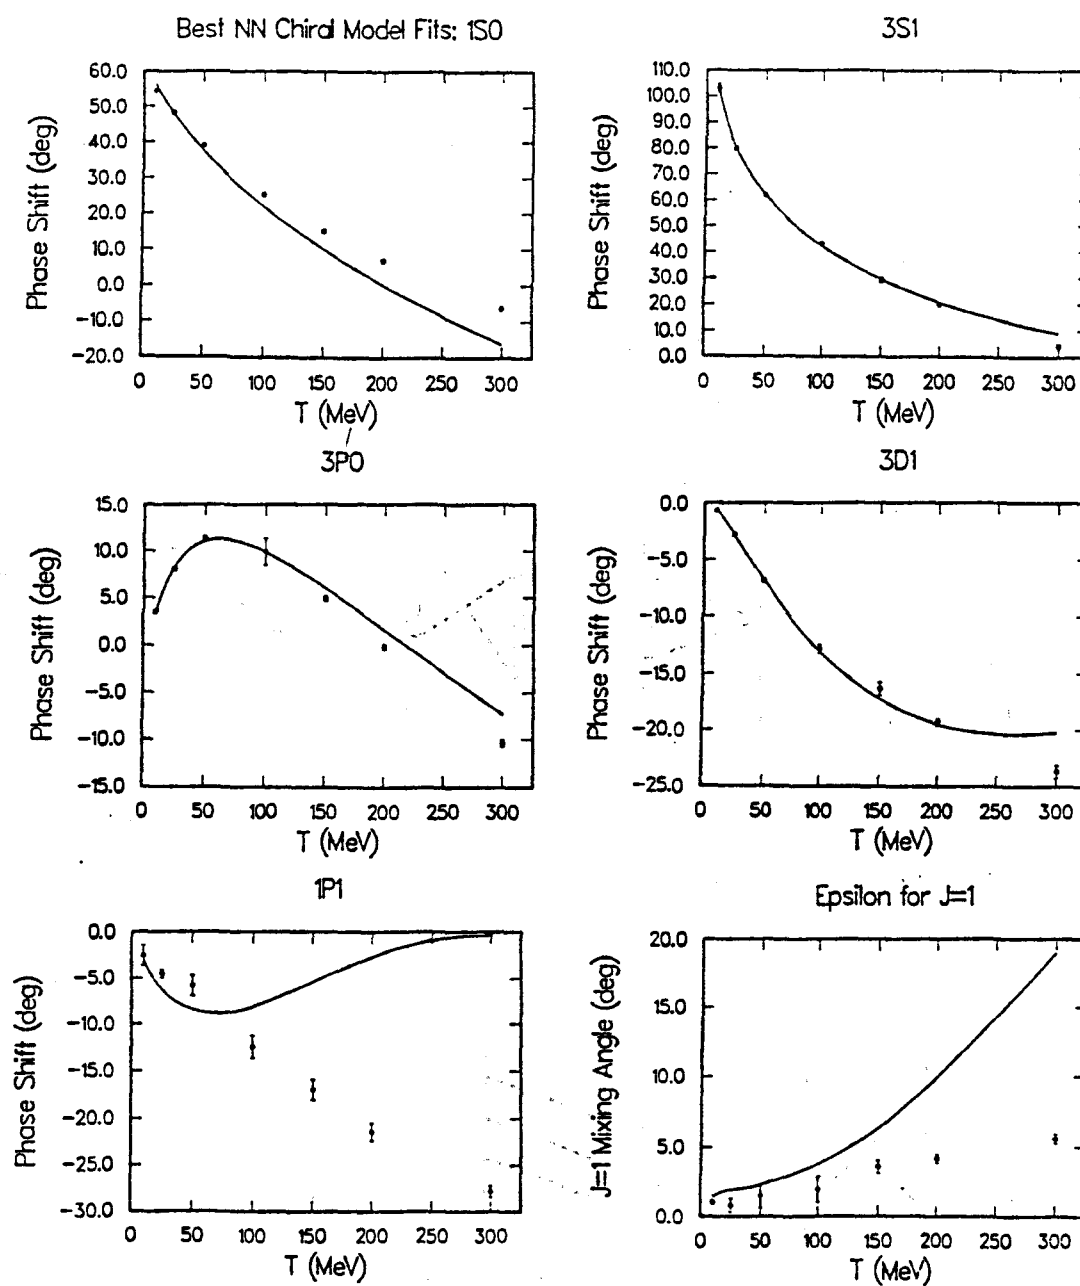 Best NN Chiral Model Fits: 1S0
60.0
50.0
40.0
30.0
20.0
10.0
0.0
−10.0
−20.0
Phase Shift (deg)
0 50 100 150 200 250 300
T (MeV)
3S1
110.0
100.0
90.0
80.0
70.0
60.0
50.0
40.0
30.0
20.0
10.0
0.0
Phase Shift (deg)
0 50 100 150 200 250 300
T (MeV)
3P0
15.0
10.0
5.0
0.0
−5.0
−10.0
−15.0
Phase Shift (deg)
0 50 100 150 200 250 300
T (MeV)
3D1
0.0
−5.0
−10.0
−15.0
−20.0
−25.0
Phase Shift (deg)
0 50 100 150 200 250 300
T (MeV)
1P1
0.0
−5.0
−10.0
−15.0
−20.0
−25.0
−30.0
Phase Shift (deg)
0 50 100 150 200 250 300
T (MeV)
Epsilon for J=1
20.0
15.0
10.0
5.0
0.0
J=1 Mixing Angle (deg)
0 50 100 150 200 250 300
T (MeV)